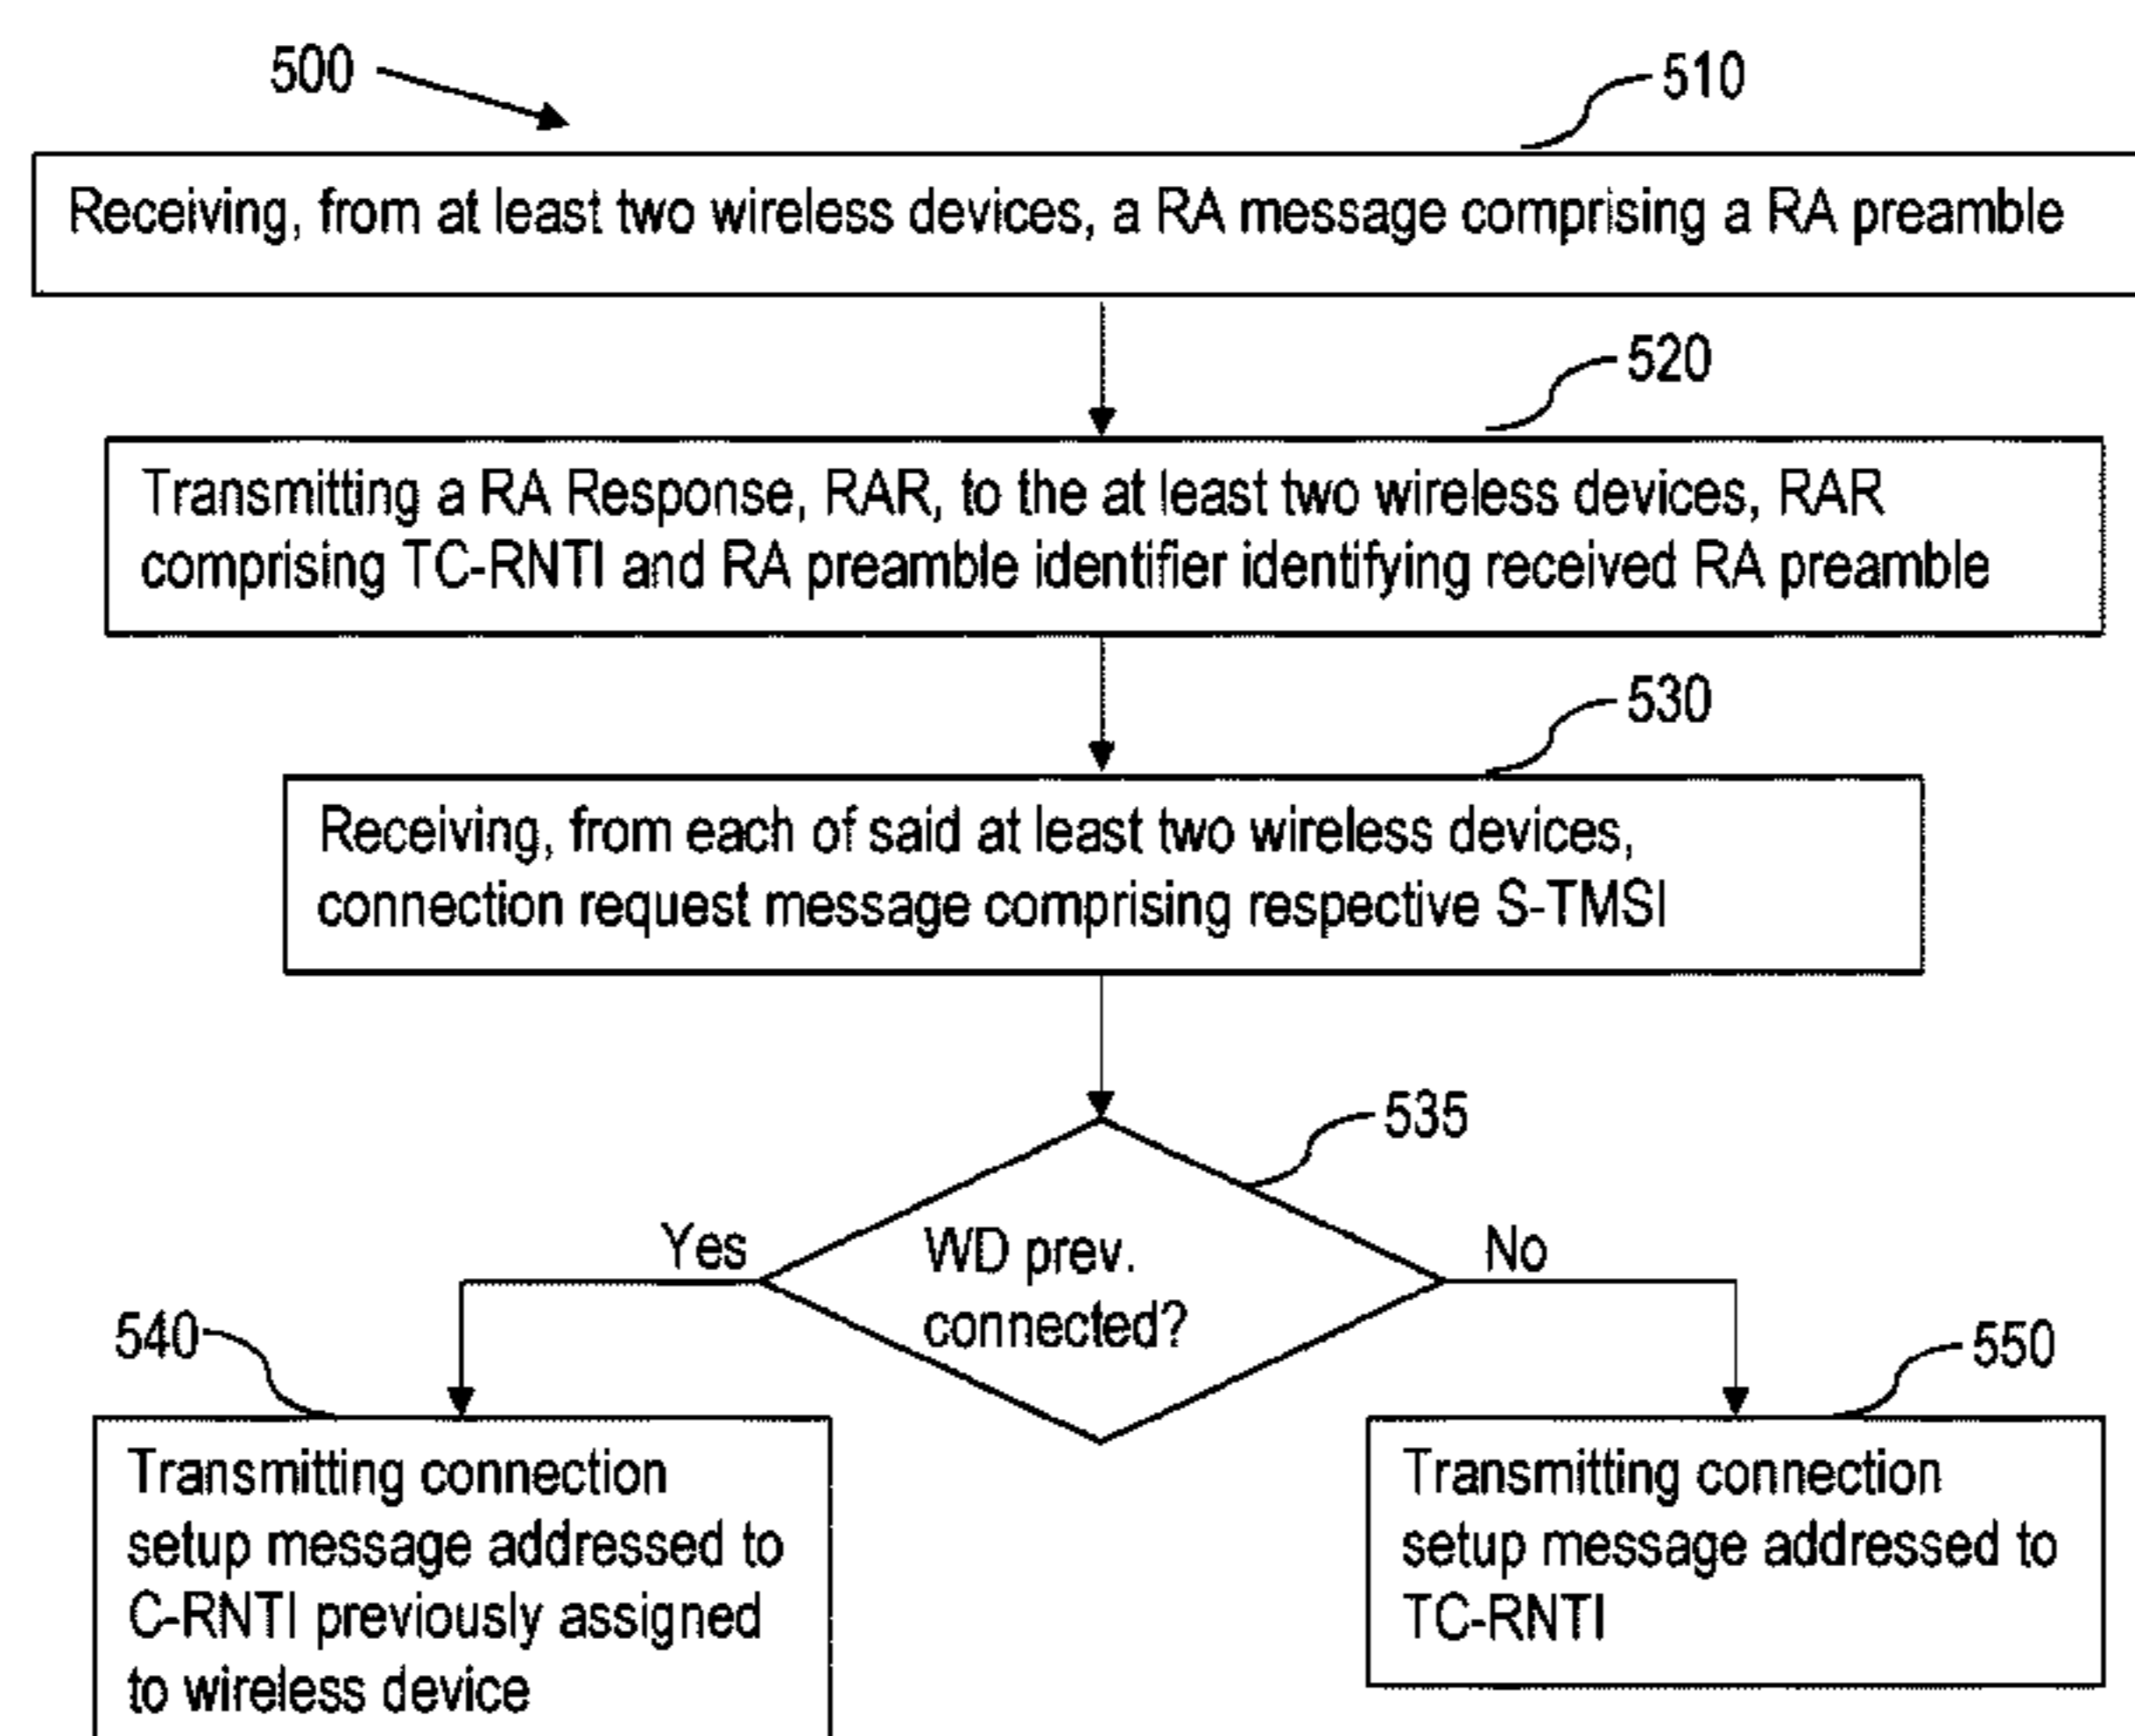 500
510
Receiving, from at least two wireless devices, a RA message comprising a RA preamble
520
Transmitting a RA Response, RAR, to the at least two wireless devices, RAR
comprising TC-RNTI and RA preamble identifier identifying received RA preamble
530
Receiving, from each of said at least two wireless devices,
connection request message comprising respective S-TMSI
535
Yes
WD prev.
connected?
No
540
Transmitting connection
setup message addressed to
C-RNTI previously assigned
to wireless device
550
Transmitting connection
setup message addressed to
TC-RNTI